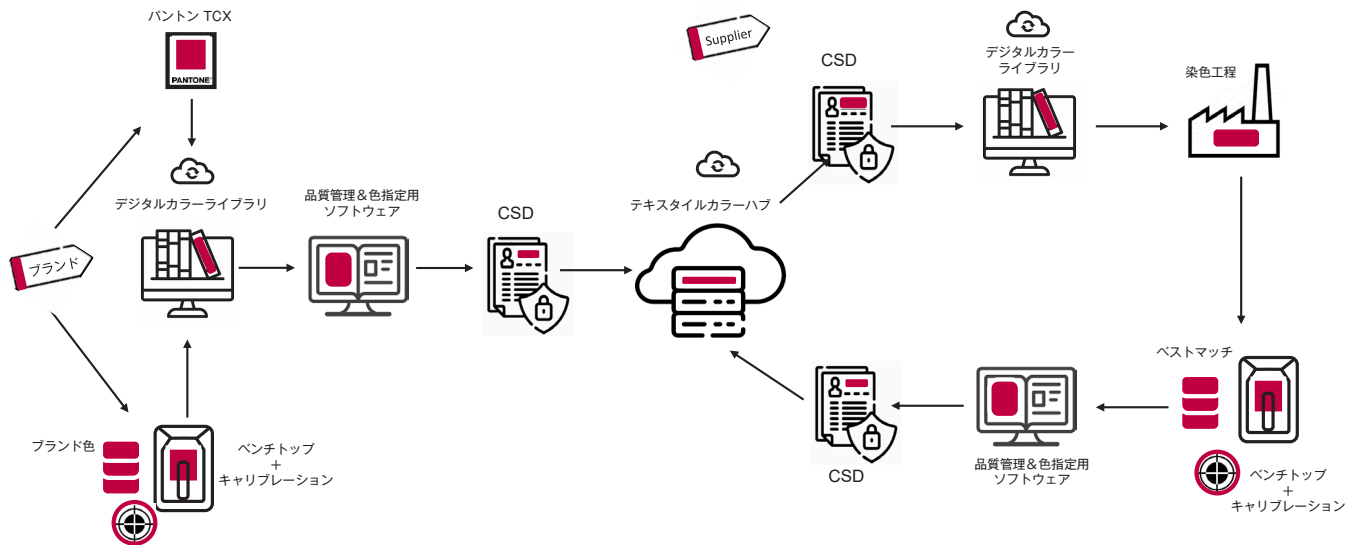 パントン TCX
PANTONE
デジタルカラーライブラリ
ブランド
品質管理＆色指定用
ソフトウェア
CSD
ブランド色
ベンチトップ
＋
キャリブレーション
テキスタイルカラーハブ
Supplier
CSD
デジタルカラー
ライブラリ
染色工程
ベストマッチ
ベンチトップ
＋
キャリブレーション
品質管理＆色指定用
ソフトウェア
CSD